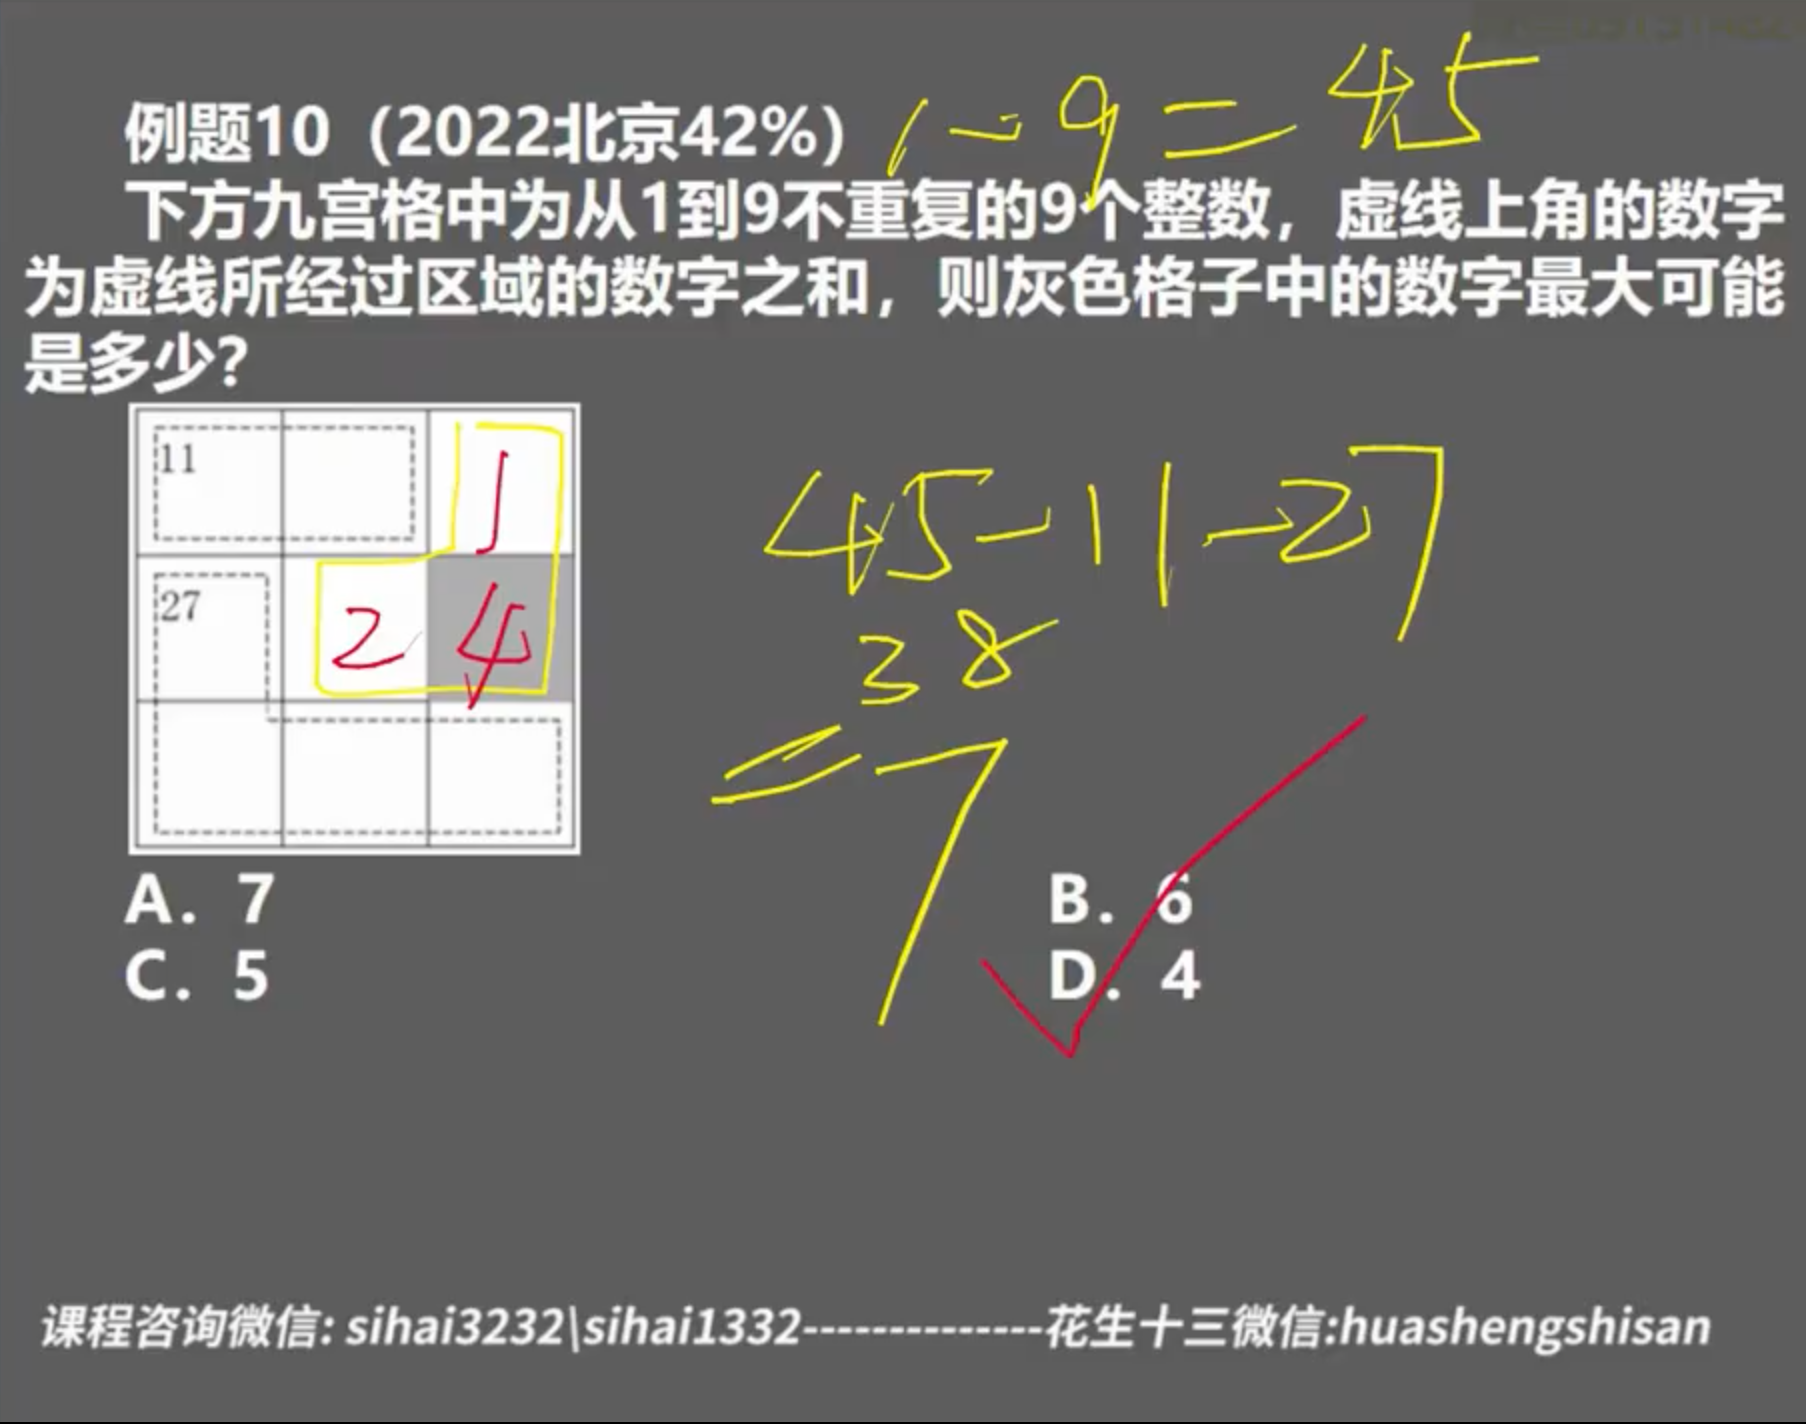 例题10（2022北京42%）
1-9=45
下方九宫格中为从1到9不重复的9个整数，虚线上角的数字
为虚线所经过区域的数字之和，则灰色格子中的数字最大可能
是多少？
11
1
27
2 4
45-11-27
38
=7
A. 7
B. 6
C. 5
D. 4
课程咨询微信: sihai3232\sihai1332--------------花生十三微信:huashengshisan